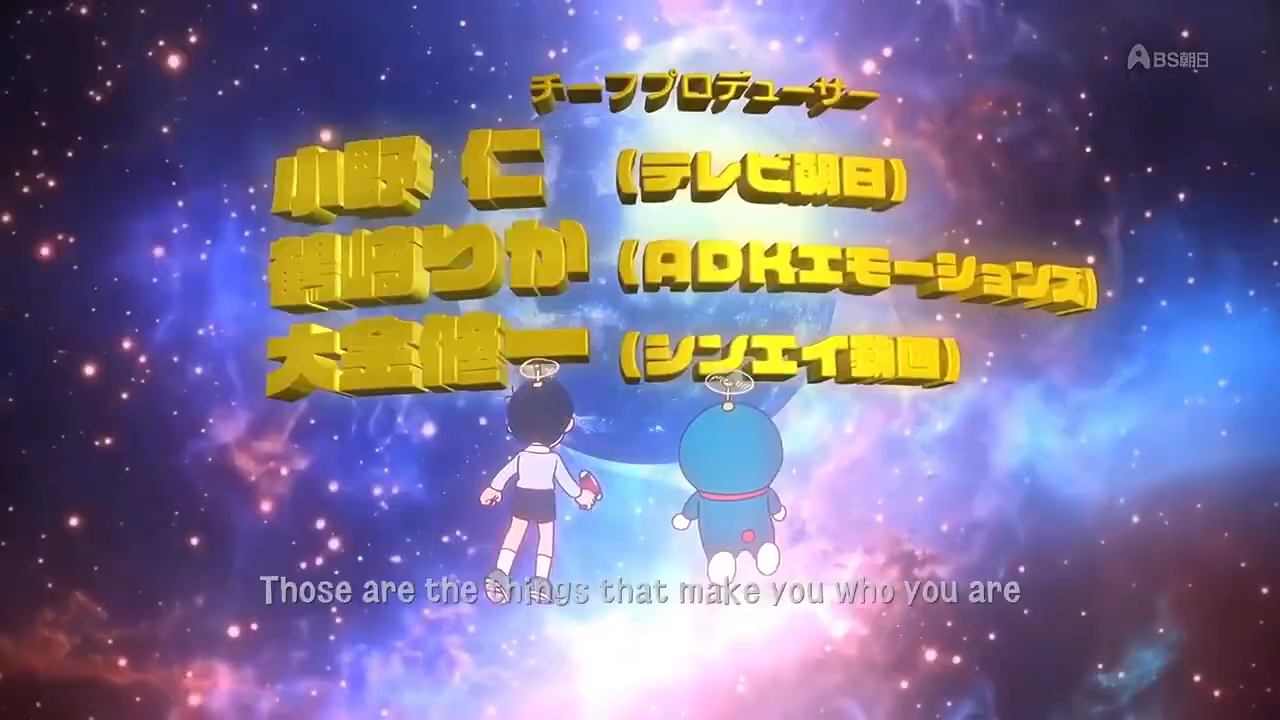 BS朝日
チーフプロデューサー
小野 仁 (テレビ朝日)
鶴崎りか (ADKエモーションズ)
大金修一 (シンエイ動画)
Those are the things that make you who you are